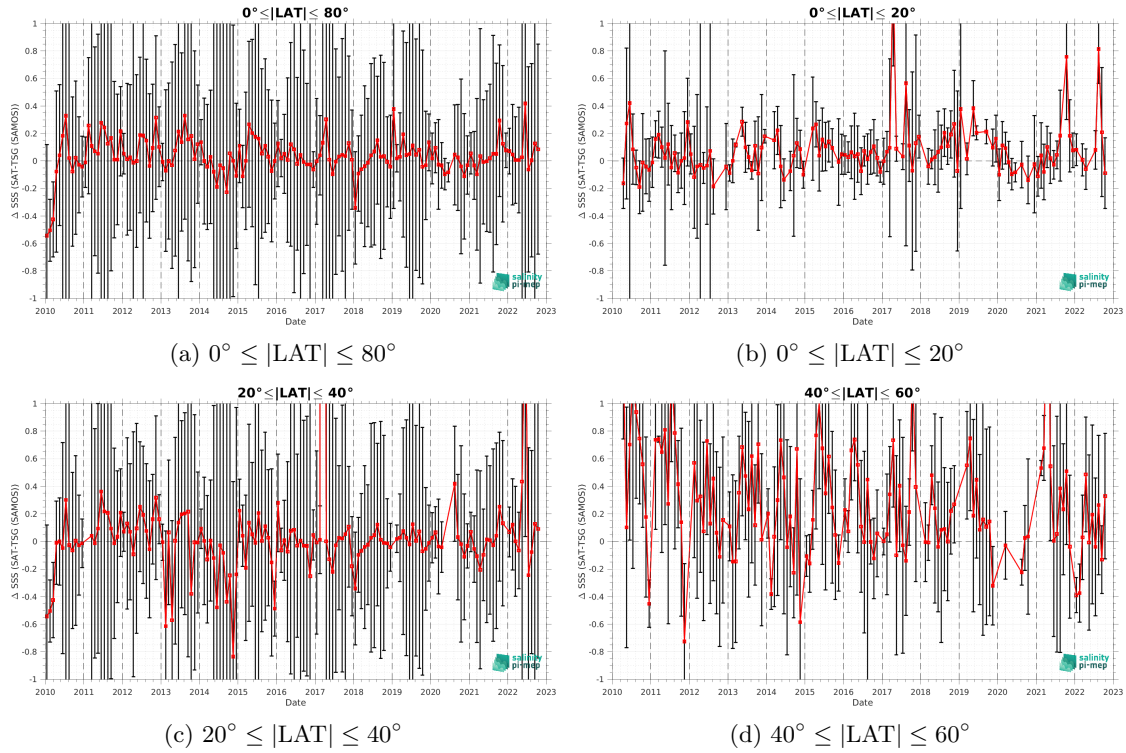 0°≤|LAT|≤ 80°
Δ SSS (SAT-TSG (SAMOS))
1
0.8
0.6
0.4
0.2
0
-0.2
-0.4
-0.6
-0.8
-1
2010 2011 2012 2013 2014 2015 2016 2017 2018 2019 2020 2021 2022 2023
Date
salinity
pi-mep
(a) 0° ≤ |LAT| ≤ 80°
0°≤|LAT|≤ 20°
Δ SSS (SAT-TSG (SAMOS))
1
0.8
0.6
0.4
0.2
0
-0.2
-0.4
-0.6
-0.8
-1
2010 2011 2012 2013 2014 2015 2016 2017 2018 2019 2020 2021 2022 2023
Date
salinity
pi-mep
(b) 0° ≤ |LAT| ≤ 20°
20°≤|LAT|≤ 40°
Δ SSS (SAT-TSG (SAMOS))
1
0.8
0.6
0.4
0.2
0
-0.2
-0.4
-0.6
-0.8
-1
2010 2011 2012 2013 2014 2015 2016 2017 2018 2019 2020 2021 2022 2023
Date
salinity
pi-mep
(c) 20° ≤ |LAT| ≤ 40°
40°≤|LAT|≤ 60°
Δ SSS (SAT-TSG (SAMOS))
1
0.8
0.6
0.4
0.2
0
-0.2
-0.4
-0.6
-0.8
-1
2010 2011 2012 2013 2014 2015 2016 2017 2018 2019 2020 2021 2022 2023
Date
salinity
pi-mep
(d) 40° ≤ |LAT| ≤ 60°